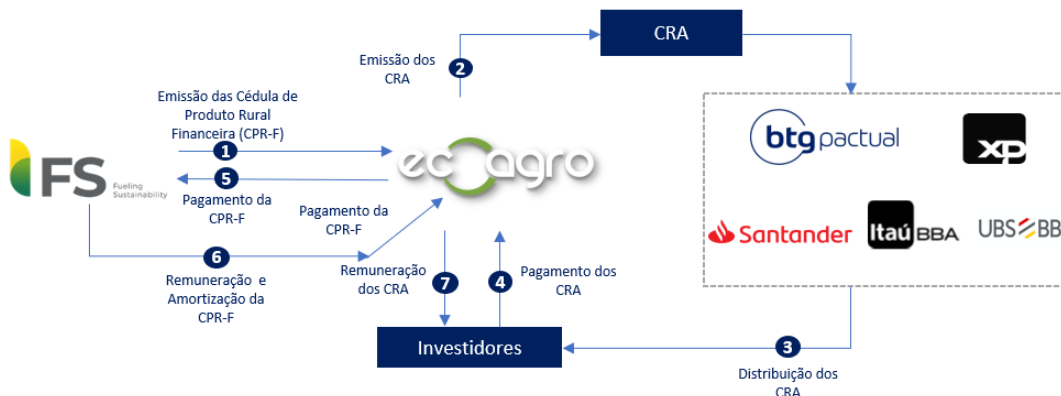 Emissão dos
CRA
2
CRA
Emissão das Cédula de
Produto Rural
Financeira (CPR-F)
1
btgpactual
XP
FS
Fueling
Sustainability
ecoagro
5
Pagamento da
CPR-F
Pagamento da
CPR-F
Santander
Itaú BBA
UBS BB
6
Remuneração e
Amortização da
CPR-F
Remuneração
dos CRA
7
4
Pagamento dos
CRA
Investidores
3
Distribuição dos
CRA